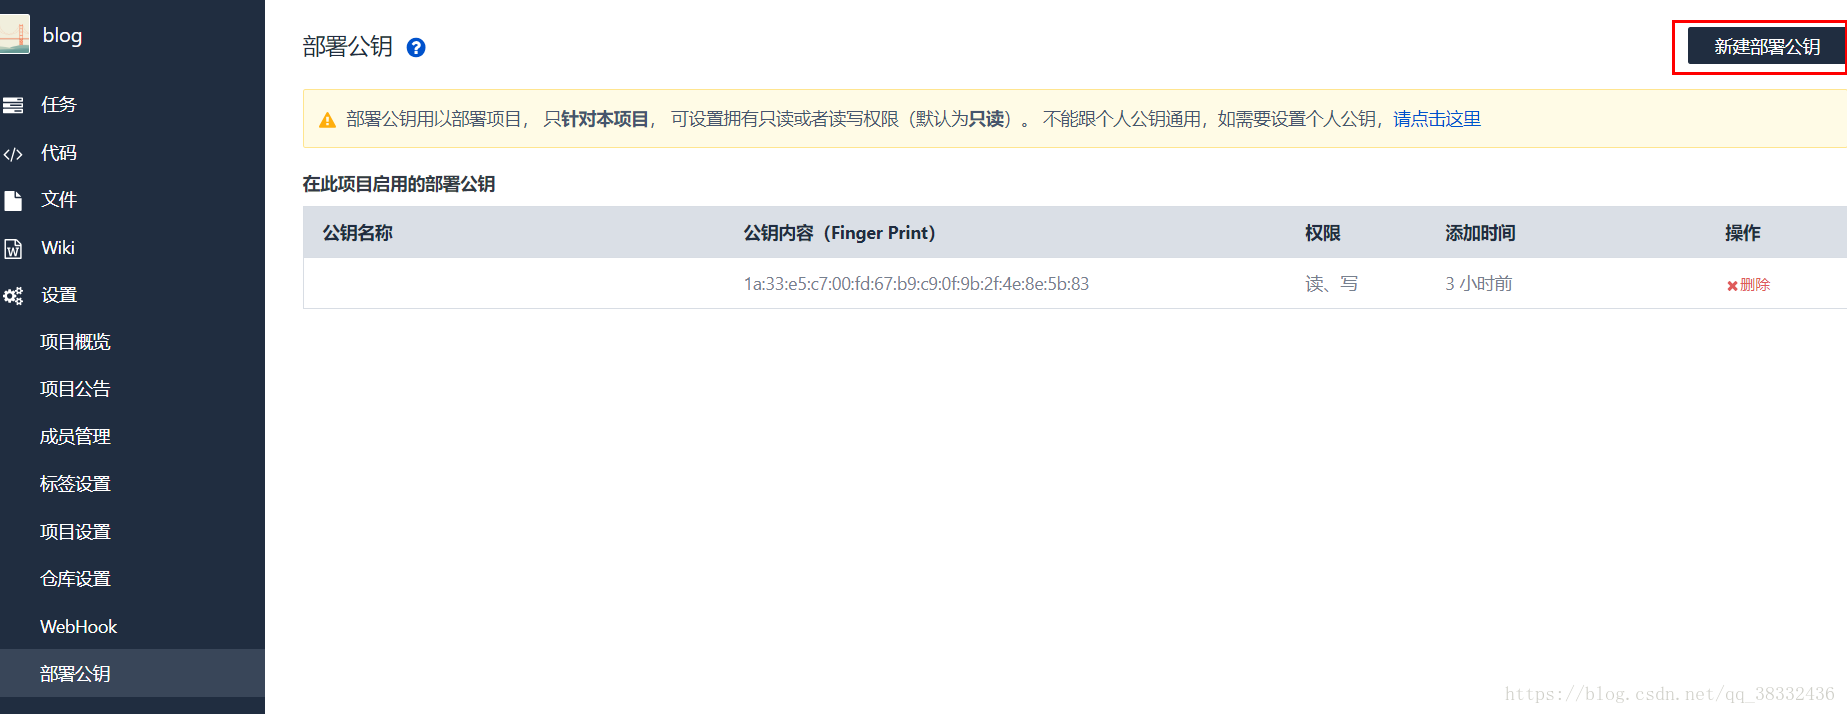 blog
任务
代码
文件
Wiki
设置
项目概览
项目公告
成员管理
标签设置
项目设置
仓库设置
WebHook
部署公钥
部署公钥
新建部署公钥
部署公钥用以部署项目， 只针对本项目， 可设置拥有只读或者读写权限（默认为只读）。 不能跟个人公钥通用，如需要设置个人公钥，请点击这里
在此项目启用的部署公钥
公钥名称 公钥内容（Finger Print） 权限 添加时间 操作
1a:33:e5:c7:00:fd:67:b9:c9:0f:9b:2f:4e:8e:5b:83 读、写 3 小时前 删除
https://blog.csdn.net/qq_38332436